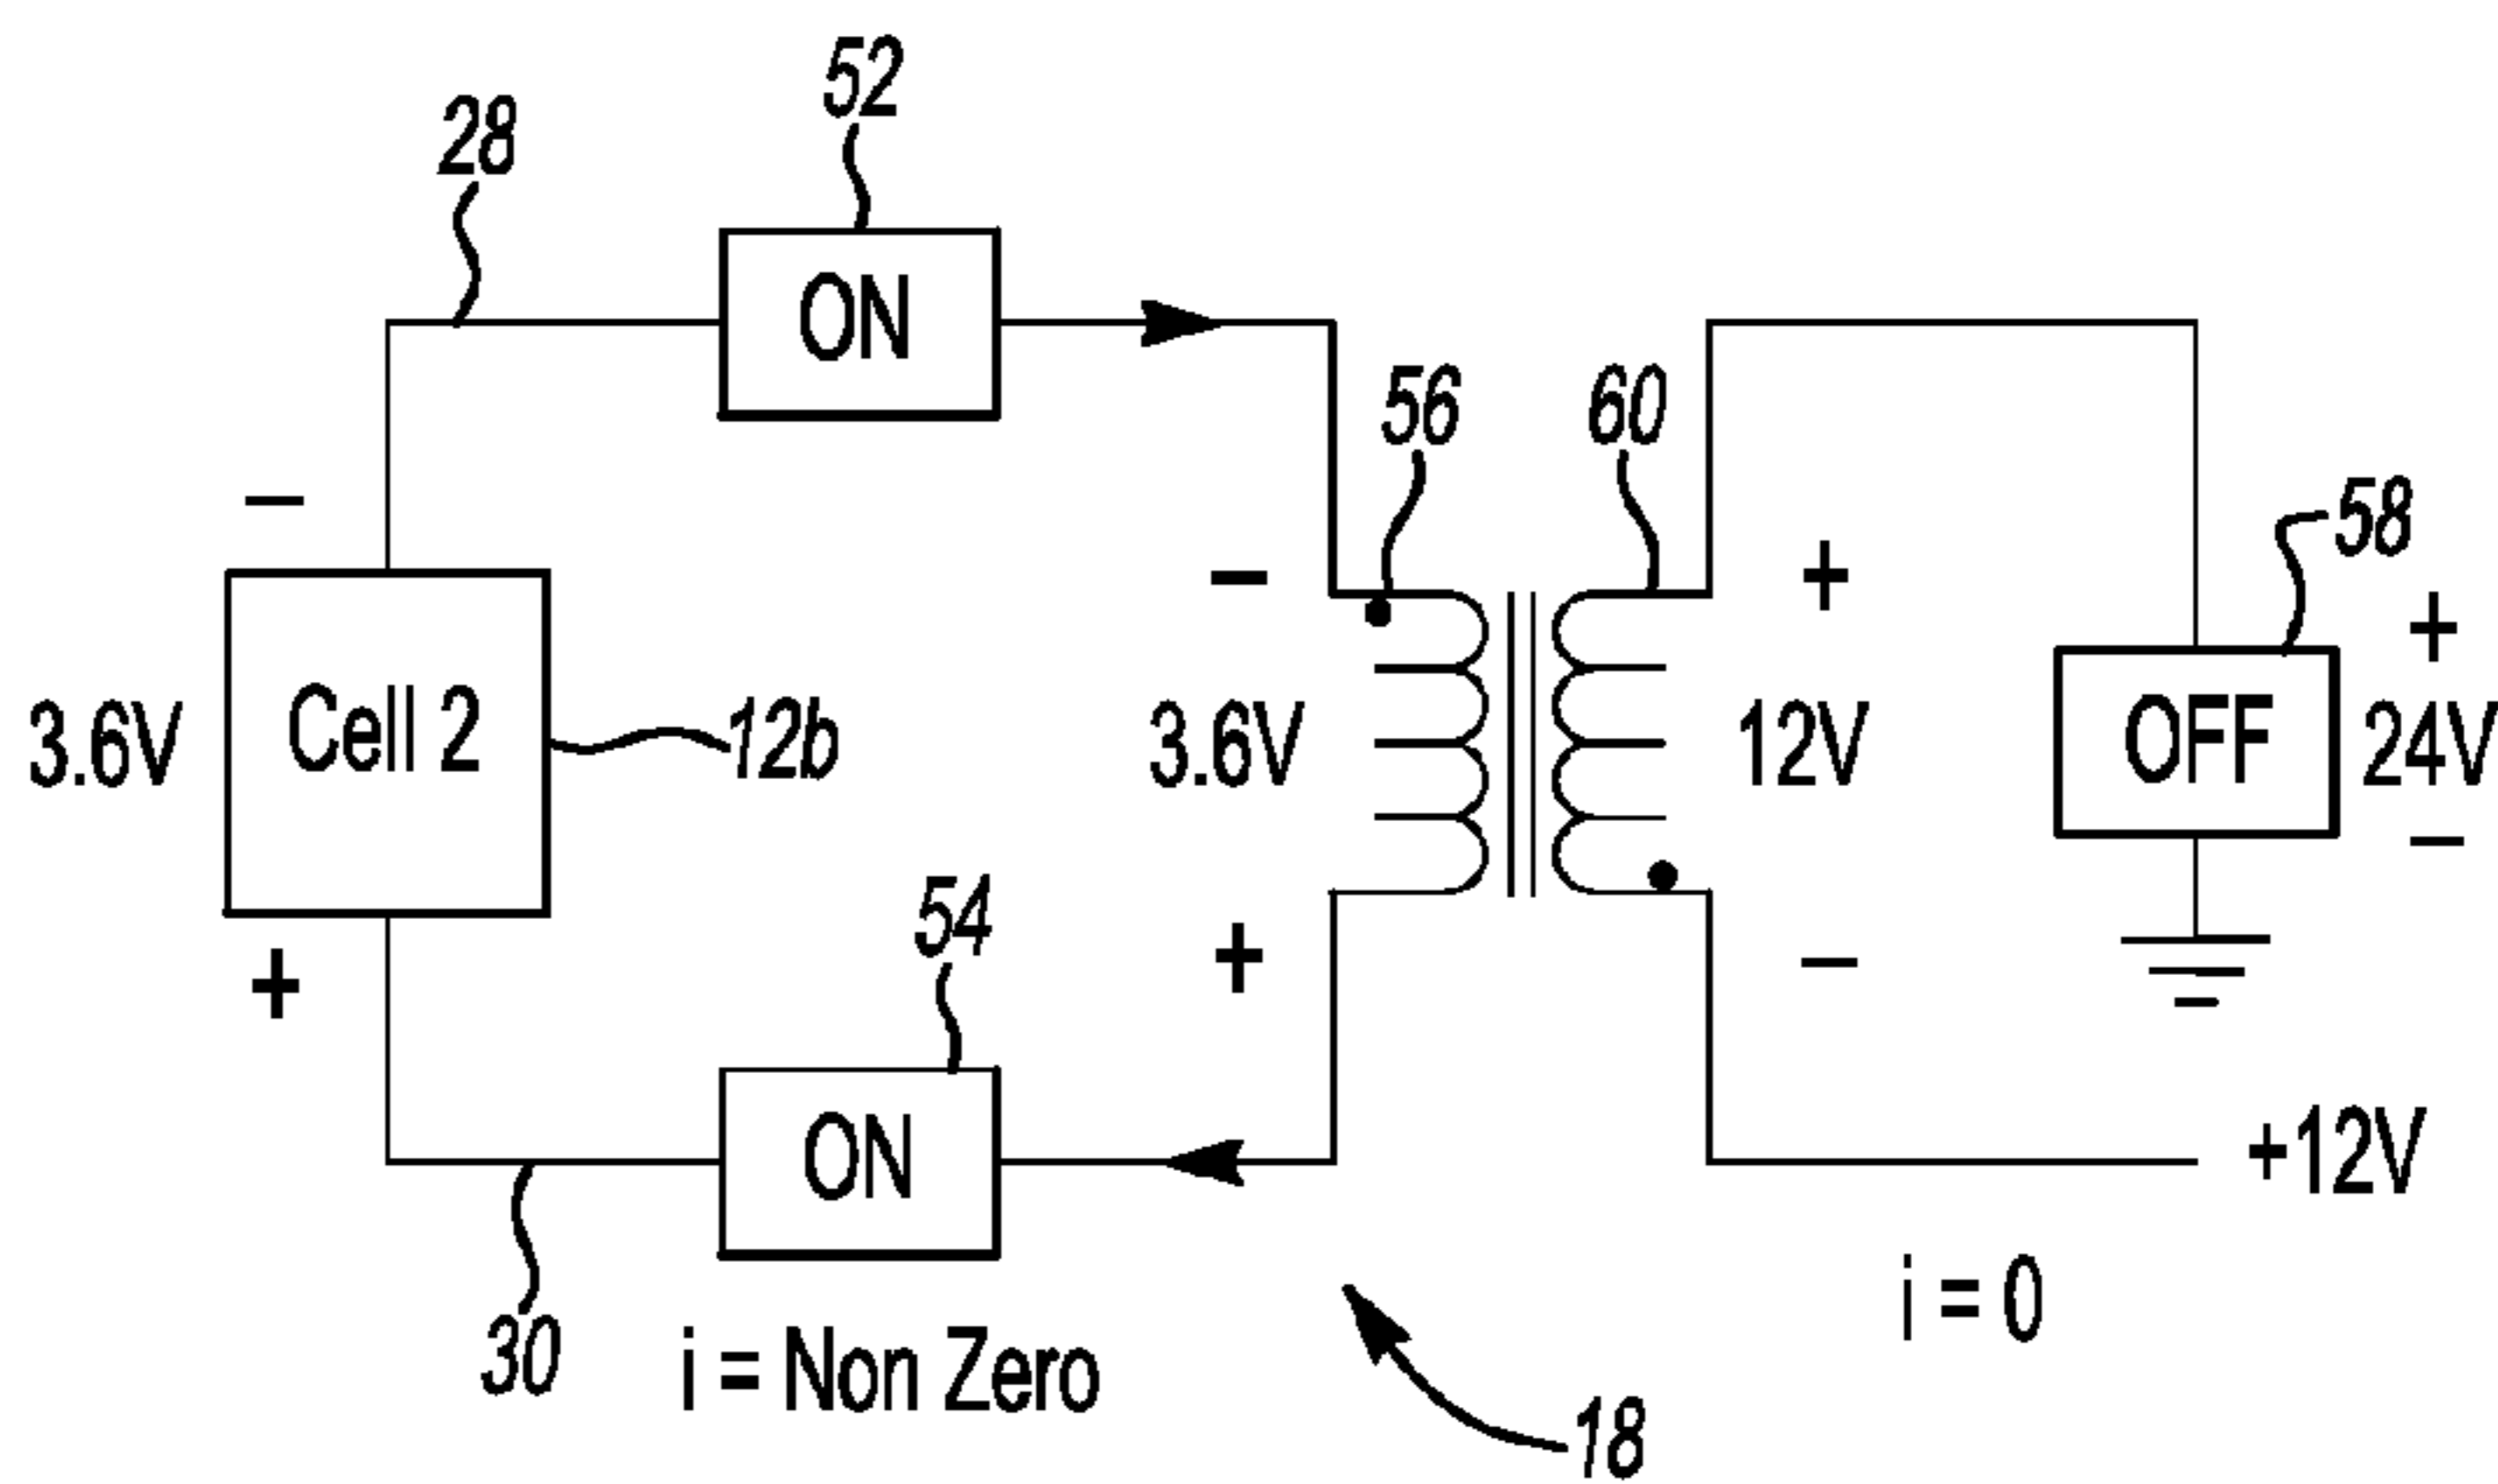 52
28
ON
56
60
58
−
−
+
+
3.6V
Cell 2
12b
3.6V
12V
OFF
24V
−
54
+
+
−
ON
+12V
30
i = Non Zero
i = 0
18